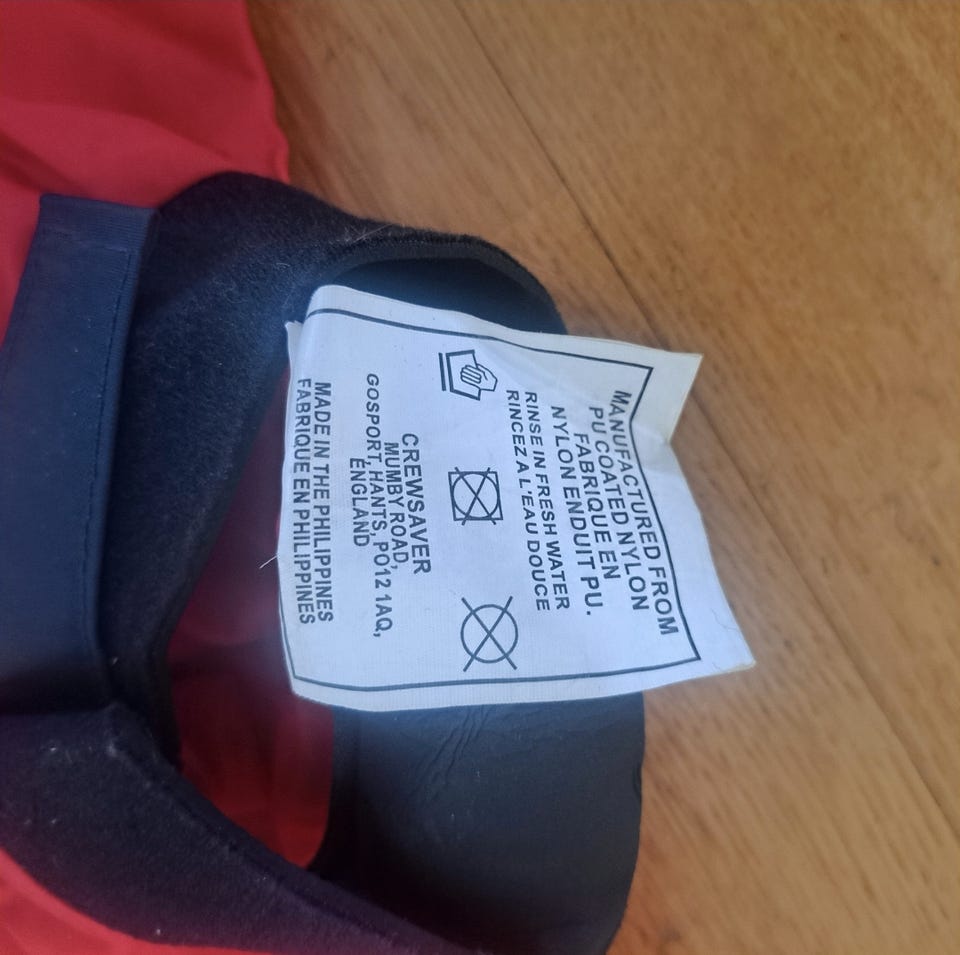 MANUFACTURED FROM
PU COATED NYLON
FABRIQUE EN
NYLON ENDUIT PU.
RINSE IN FRESH WATER
RINCEZ A L'EAU DOUCE
CREWSAVER
MUMBY ROAD,
GOSPORT, HANTS, PO12 1AQ,
ENGLAND
MADE IN THE PHILIPPINES
FABRIQUE EN PHILIPPINES